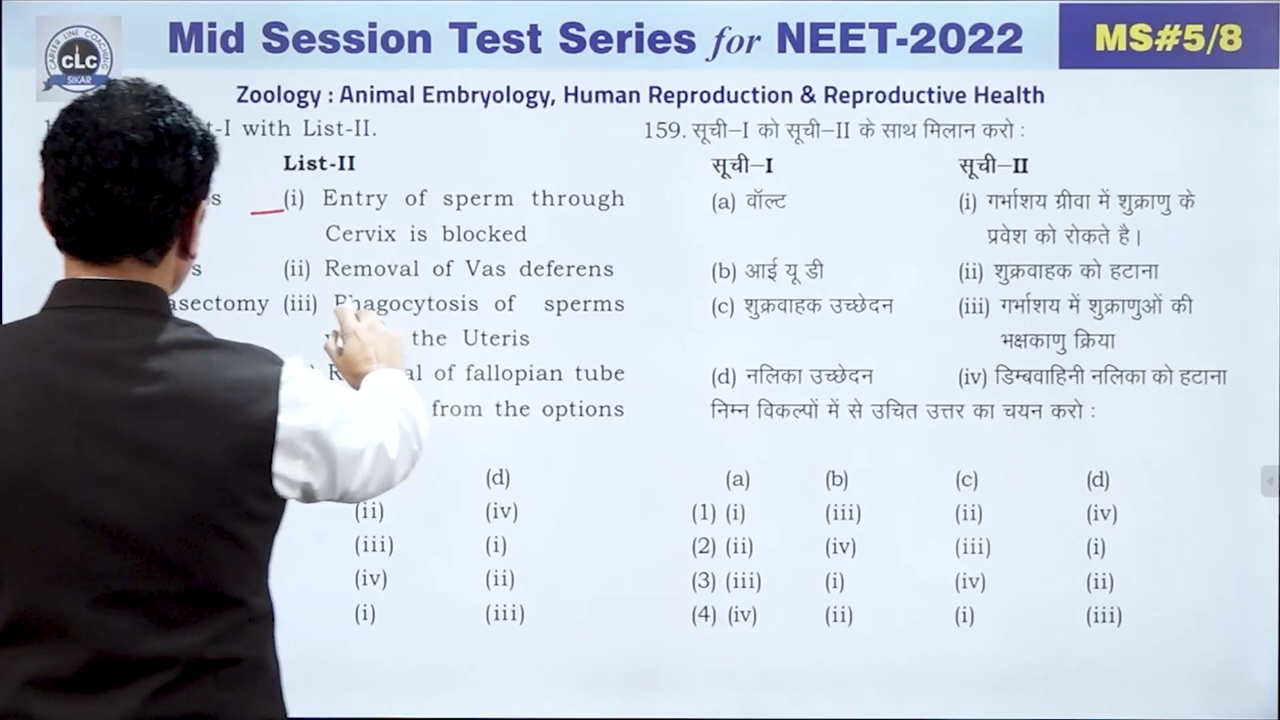 Mid Session Test Series for NEET-2022
MS#5/8
CAREER LINE COACHING
CLC
SIKAR
Zoology : Animal Embryology, Human Reproduction & Reproductive Health
t-I with List-II.
List-II
s (i) Entry of sperm through
Cervix is blocked
s (ii) Removal of Vas deferens
asectomy (iii) Phagocytosis of sperms
the Uteris
al of fallopian tube
from the options
(d)
(ii) (iv)
(iii) (i)
(iv) (ii)
(i) (iii)
159. सूची–I को सूची–II के साथ मिलान करो :
सूची–I सूची–II
(a) वॉल्ट (i) गर्भाशय ग्रीवा में शुक्राणु के
प्रवेश को रोकते है।
(b) आई यू डी (ii) शुक्रवाहक को हटाना
(c) शुक्रवाहक उच्छेदन (iii) गर्भाशय में शुक्राणुओं की
भक्षकाणु क्रिया
(d) नलिका उच्छेदन (iv) डिम्बवाहिनी नलिका को हटाना
निम्न विकल्पों में से उचित उत्तर का चयन करो :
(a) (b) (c) (d)
(1) (i) (iii) (ii) (iv)
(2) (ii) (iv) (iii) (i)
(3) (iii) (i) (iv) (ii)
(4) (iv) (ii) (i) (iii)